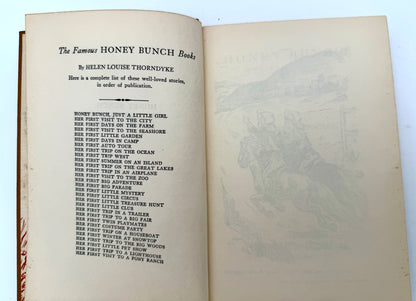 The Famous HONEY BUNCH Books
By HELEN LOUISE THORNDYKE
Here is a complete list of these well-loved stories,
in order of publication.
HONEY BUNCH, JUST A LITTLE GIRL
HER FIRST VISIT TO THE CITY
HER FIRST DAYS ON THE FARM
HER FIRST VISIT TO THE SEASHORE
HER FIRST LITTLE GARDEN
HER FIRST DAYS IN CAMP
HER FIRST AUTO TOUR
HER FIRST TRIP ON THE OCEAN
HER FIRST TRIP WEST
HER FIRST SUMMER ON AN ISLAND
HER FIRST TRIP ON THE GREAT LAKES
HER FIRST TRIP IN AN AIRPLANE
HER FIRST VISIT TO THE ZOO
HER FIRST BIG ADVENTURE
HER FIRST BIG PARADE
HER FIRST LITTLE MYSTERY
HER FIRST LITTLE CIRCUS
HER FIRST LITTLE TREASURE HUNT
HER FIRST LITTLE CLUB
HER FIRST TRIP IN A TRAILER
HER FIRST TRIP TO A BIG FAIR
HER FIRST TWIN PLAYMATES
HER FIRST COSTUME PARTY
HER FIRST TRIP ON A HOUSEBOAT
HER FIRST WINTER AT SNOWTOP
HER FIRST TRIP TO THE BIG WOODS
HER FIRST LITTLE PET SHOW
HER FIRST TRIP TO A LIGHTHOUSE
HER FIRST VISIT TO A PONY RANCH